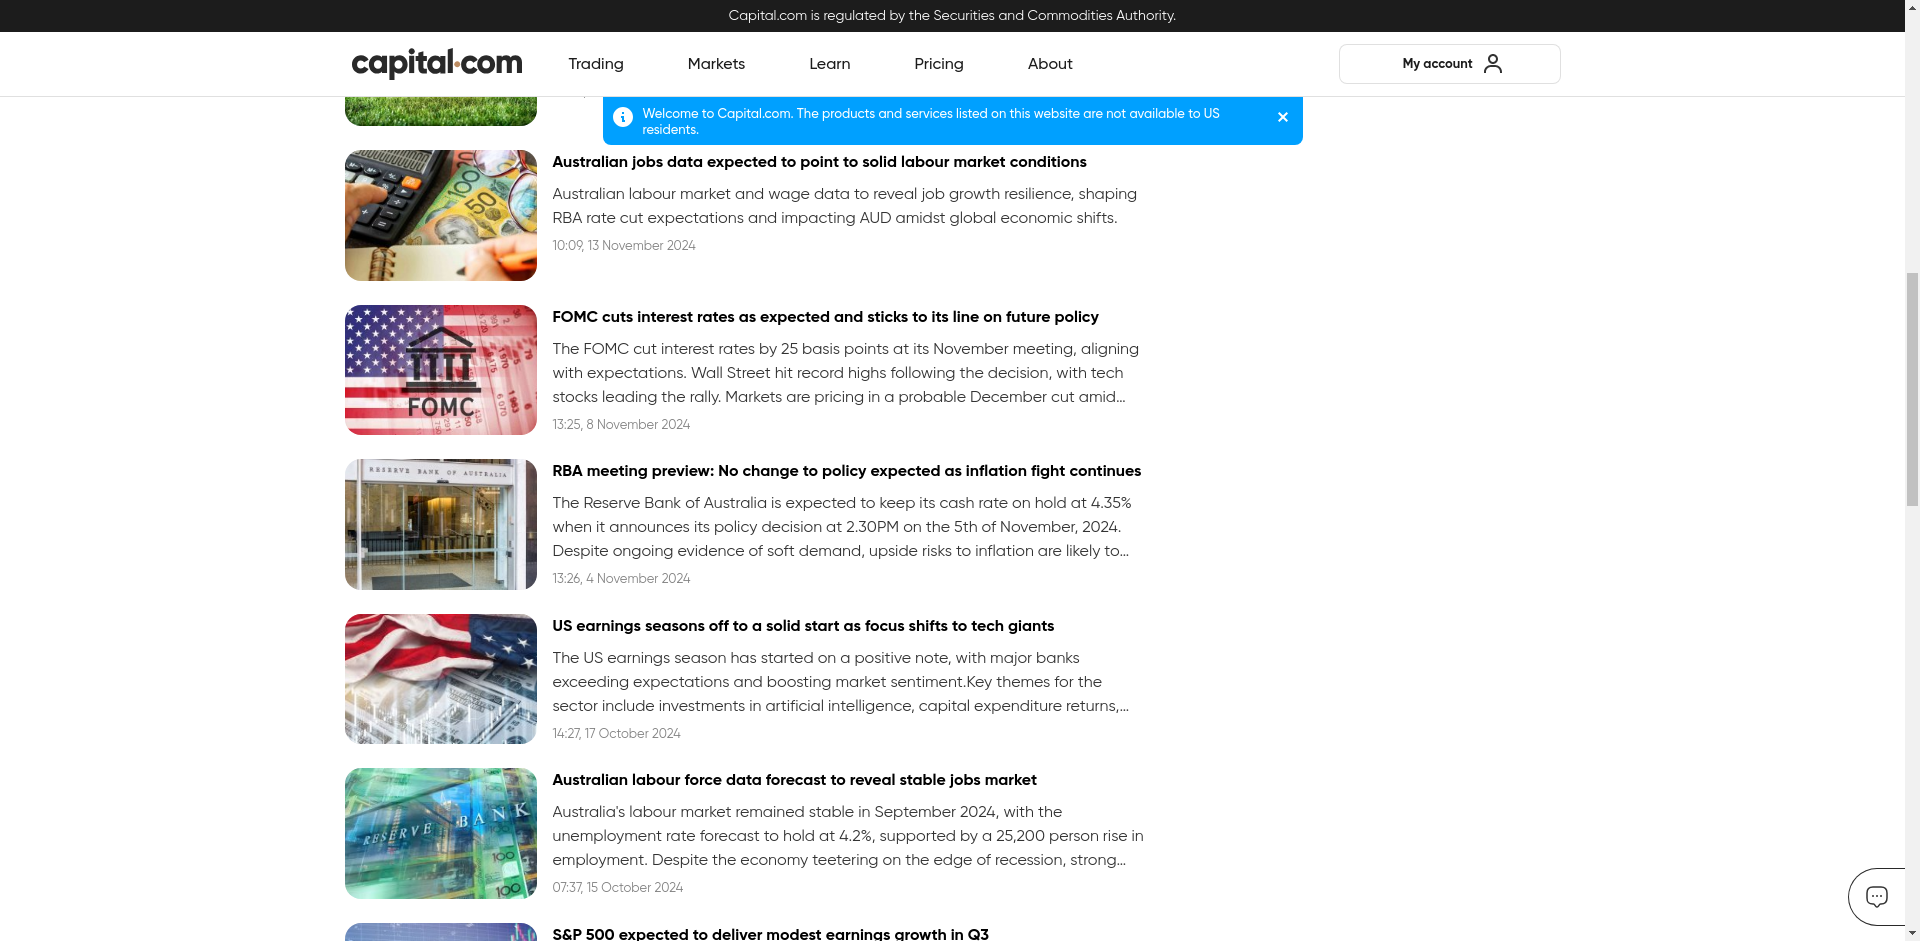 Capital.com is regulated by the Securities and Commodities Authority.
capital.com
Trading
Markets
Learn
Pricing
About
My account
Welcome to Capital.com. The products and services listed on this website are not available to US
residents.
Australian jobs data expected to point to solid labour market conditions
Australian labour market and wage data to reveal job growth resilience, shaping
RBA rate cut expectations and impacting AUD amidst global economic shifts.
10:09, 13 November 2024
100
50
FOMC cuts interest rates as expected and sticks to its line on future policy
The FOMC cut interest rates by 25 basis points at its November meeting, aligning
with expectations. Wall Street hit record highs following the decision, with tech
stocks leading the rally. Markets are pricing in a probable December cut amid...
13:25, 8 November 2024
FOMC
RBA meeting preview: No change to policy expected as inflation fight continues
The Reserve Bank of Australia is expected to keep its cash rate on hold at 4.35%
when it announces its policy decision at 2.30PM on the 5th of November, 2024.
Despite ongoing evidence of soft demand, upside risks to inflation are likely to...
13:26, 4 November 2024
RESERVE BANK OF AUSTRALIA
US earnings seasons off to a solid start as focus shifts to tech giants
The US earnings season has started on a positive note, with major banks
exceeding expectations and boosting market sentiment.Key themes for the
sector include investments in artificial intelligence, capital expenditure returns,...
14:27, 17 October 2024
Australian labour force data forecast to reveal stable jobs market
Australia's labour market remained stable in September 2024, with the
unemployment rate forecast to hold at 4.2%, supported by a 25,200 person rise in
employment. Despite the economy teetering on the edge of recession, strong...
07:37, 15 October 2024
RESERVE BANK
100
100
S&P 500 expected to deliver modest earnings growth in Q3